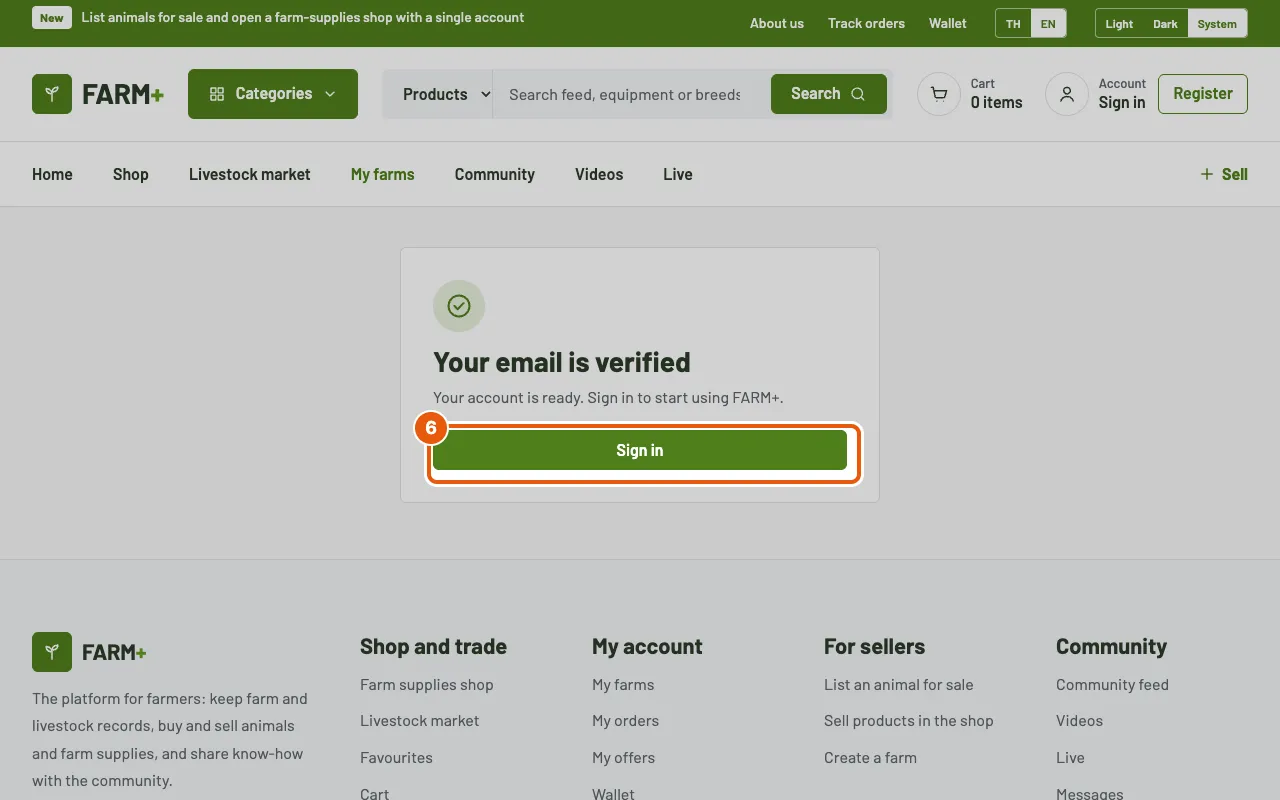 New List animals for sale and open a farm-supplies shop with a single account
About us Track orders Wallet TH EN Light Dark System
FARM+
Categories
Products Search feed, equipment or breeds Search
Cart
0 items
Account
Sign in
Register
Home Shop Livestock market My farms Community Videos Live + Sell
Your email is verified
Your account is ready. Sign in to start using FARM+.
6
Sign in
FARM+
The platform for farmers: keep farm and
livestock records, buy and sell animals
and farm supplies, and share know-how
with the community.
Shop and trade
Farm supplies shop
Livestock market
Favourites
Cart
My account
My farms
My orders
My offers
Wallet
For sellers
List an animal for sale
Sell products in the shop
Create a farm
Community
Community feed
Videos
Live
Messages